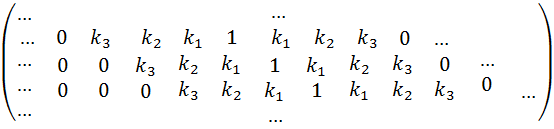 ... ...
... 0 k₃ k₂ k₁ 1 k₁ k₂ k₃ 0 ...
... 0 0 k₃ k₂ k₁ 1 k₁ k₂ k₃ 0 ...
... 0 0 0 k₃ k₂ k₁ 1 k₁ k₂ k₃ 0 ...
... ...